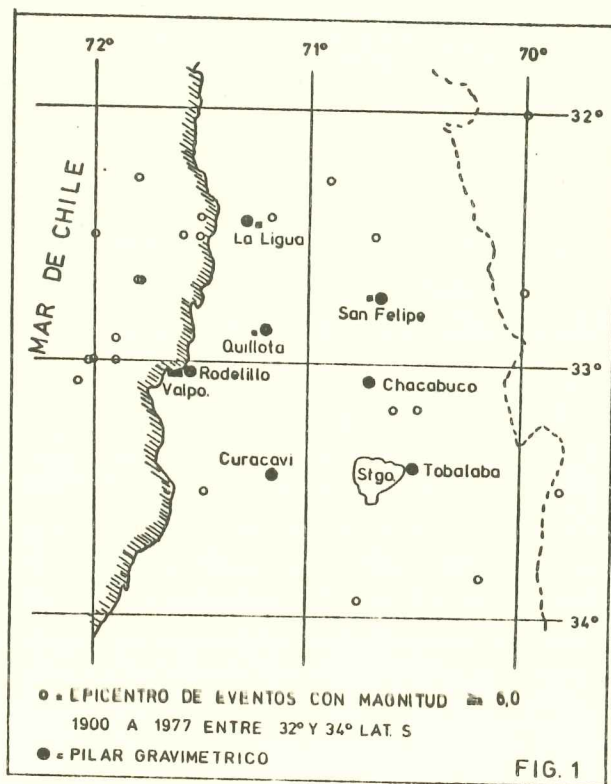 72° 71° 70°
32°
MAR DE CHILE
La Ligua
San Felipe
Quillota
33°
Rodelillo
Valpo.
Chacabuco
Curacavi
Stgo.
Tobalaba
34°
= EPICENTRO DE EVENTOS CON MAGNITUD ≥ 6,0
1900 A 1977 ENTRE 32° Y 34° LAT. S
= PILAR GRAVIMETRICO
FIG. 1